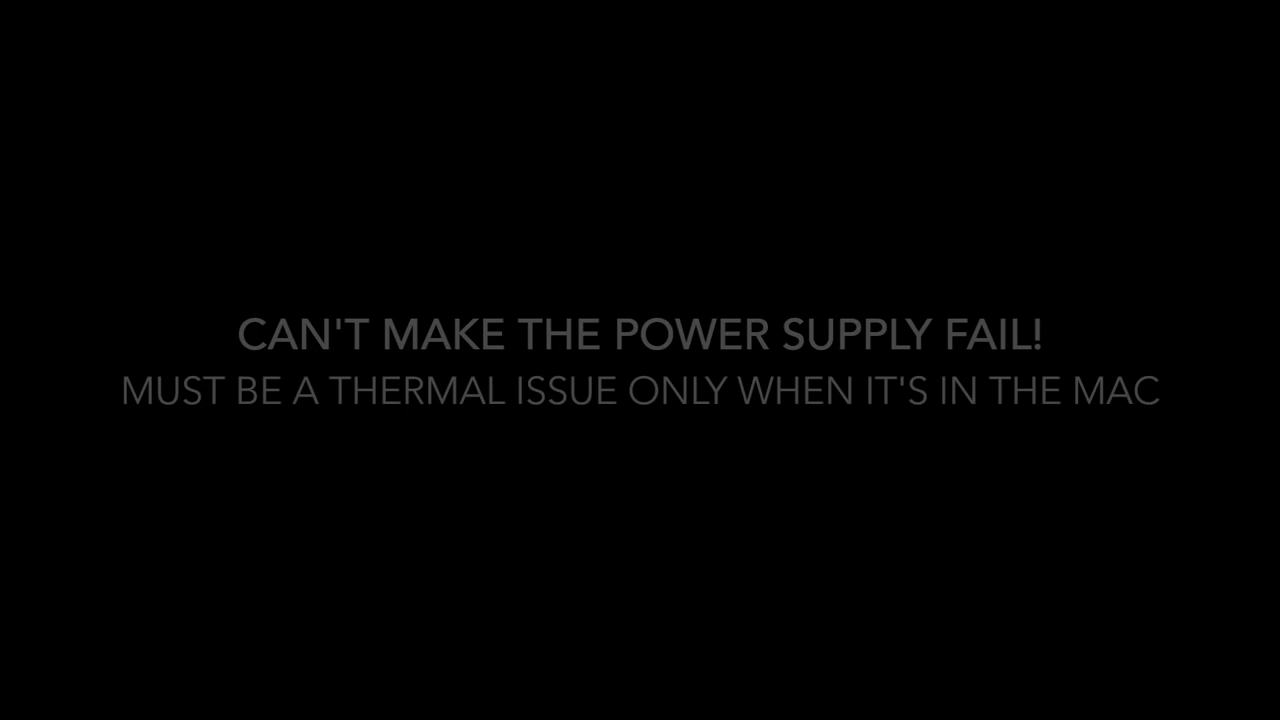 CAN'T MAKE THE POWER SUPPLY FAIL!
MUST BE A THERMAL ISSUE ONLY WHEN IT'S IN THE MAC